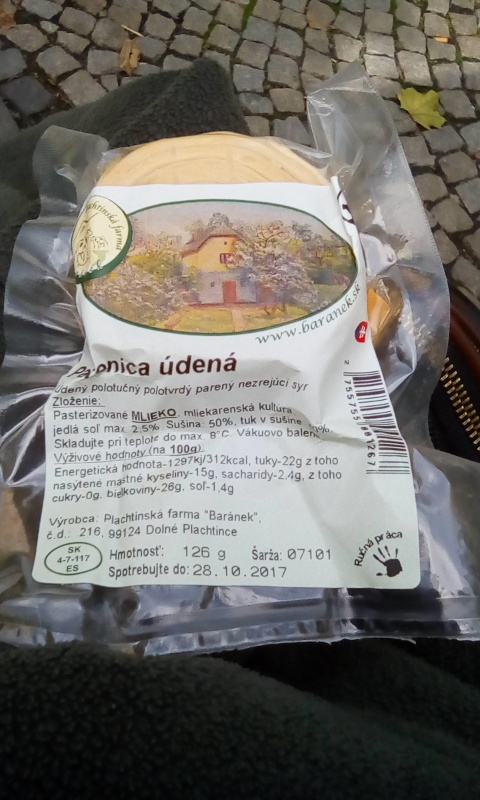 Plachtinská farma
www.baranek.sk
Parenica údená
Údený polotučný polotvrdý parený nezrejúci syr
Zloženie:
Pasterizované MLIEKO, mliekarenská kultúra
jedlá soľ max. 2.5% Sušina: 50%, tuk v sušine
Skladujte pri teplote do max. 8°C. Vákuovo balené
Výživové hodnoty (na 100g)
Energetická hodnota-1297kj/312kcal, tuky-22g z toho
nasýtené mastné kyseliny-15g, sacharidy-2,4g, z toho
cukry-0g, bielkoviny-26g, soľ-1,4g
Výrobca: Plachtinská farma "Baránek",
č.d.: 216, 99124 Dolné Plachtince
SK
4-7-117
ES
Hmotnosť: 126 g Šarža: 07101
Spotrebujte do: 28.10.2017
Ručná práca